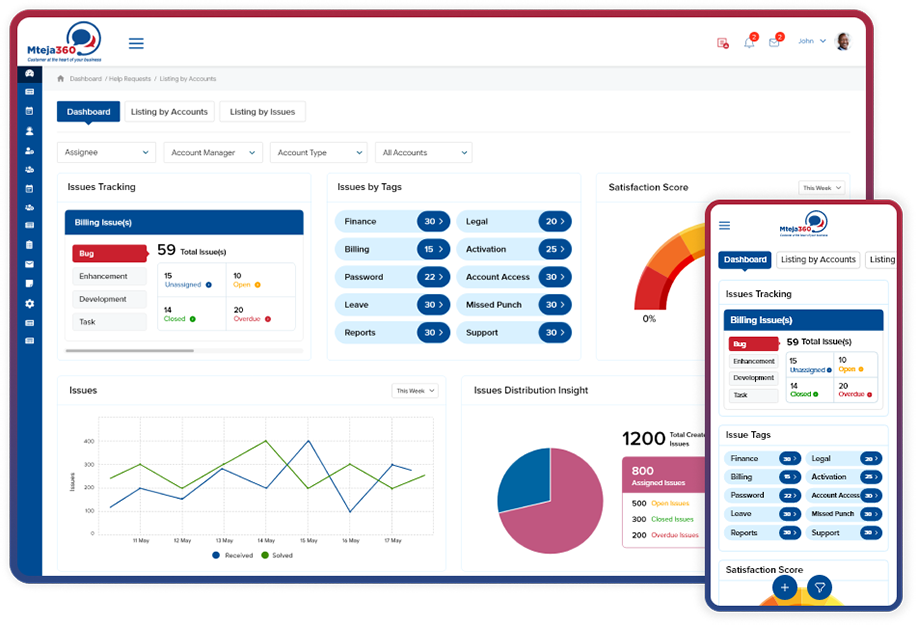 Mteja360
Customer at the heart of your business
2
2
John
Dashboard / Help Requests / Listing by Accounts
Dashboard
Listing by Accounts
Listing by Issues
Assignee
Account Manager
Account Type
All Accounts
Issues Tracking
Billing Issue(s)
Bug
Enhancement
Development
Task
59 Total Issue(s)
15
Unassigned
10
Open
14
Closed
20
Overdue
Issues by Tags
Finance 30 >
Legal 20 >
Billing 15 >
Activation 25 >
Password 22 >
Account Access 30 >
Leave 30 >
Missed Punch 30 >
Reports 30 >
Support 30 >
Satisfaction Score
This Week
0%
Issues
This Week
Issues
400
300
200
100
0
11 May 12 May 13 May 14 May 15 May 16 May 17 May
Received Solved
Issues Distribution Insight
1200 Total Create
Issues
800
Assigned Issues
500 Open Issues
300 Closed Issues
200 Overdue Issues
Mteja360
Dashboard
Listing by Accounts
Listing
Issues Tracking
Billing Issue(s)
Bug
Enhancement
Development
Task
59 Total Issue(s)
15
Unassigned
10
Open
14
Closed
20
Overdue
Issue Tags
Finance 30 >
Legal 30 >
Billing 15 >
Activation 25 >
Password 22 >
Account Access 30 >
Leave 30 >
Missed Punch 30 >
Reports 30 >
Support 30 >
Satisfaction Score